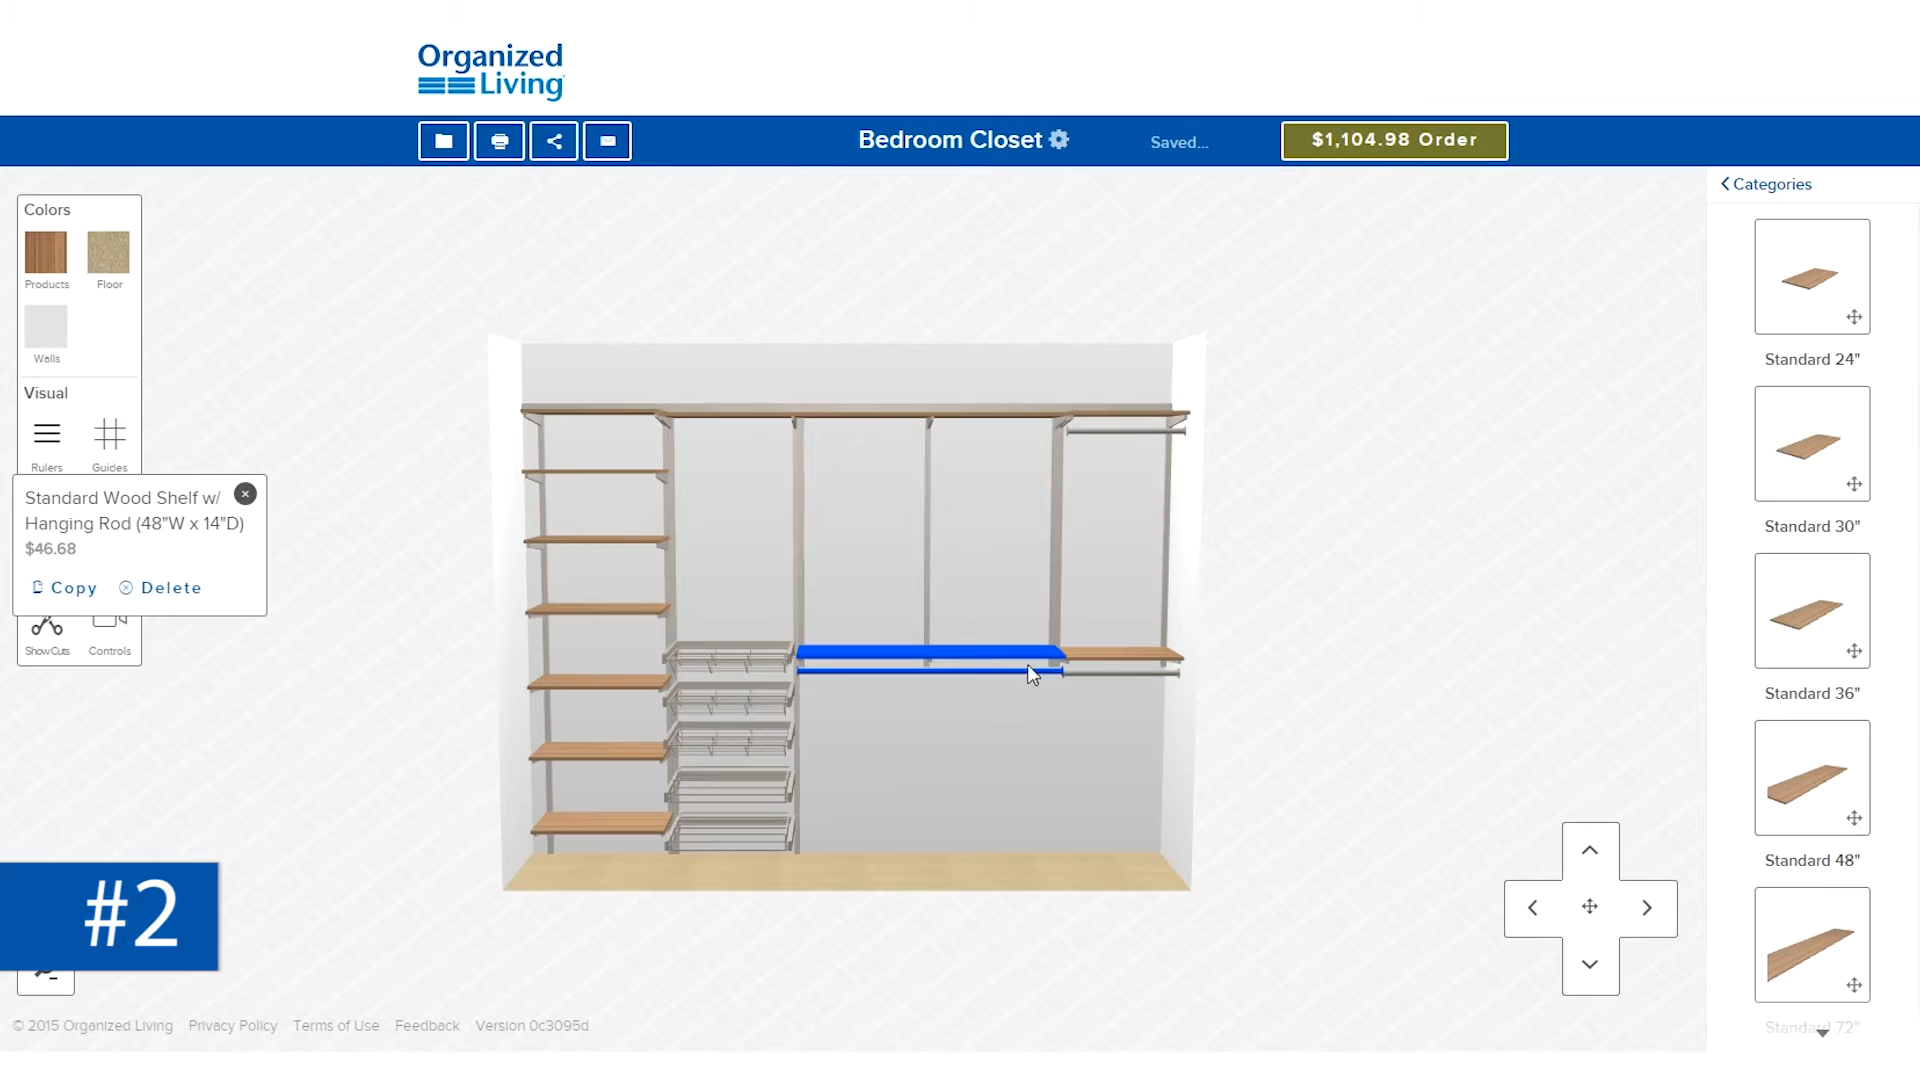 Organized
Living
Bedroom Closet
Saved...
$1,104.98 Order
Categories
Colors
Products
Floor
Walls
Visual
Rulers
Guides
Standard Wood Shelf w/
Hanging Rod (48"W x 14"D)
$46.68
Copy
Delete
ShowCuts
Controls
#2
Standard 24"
Standard 30"
Standard 36"
Standard 48"
Standard 72"
© 2015 Organized Living
Privacy Policy
Terms of Use
Feedback
Version 0c3095d